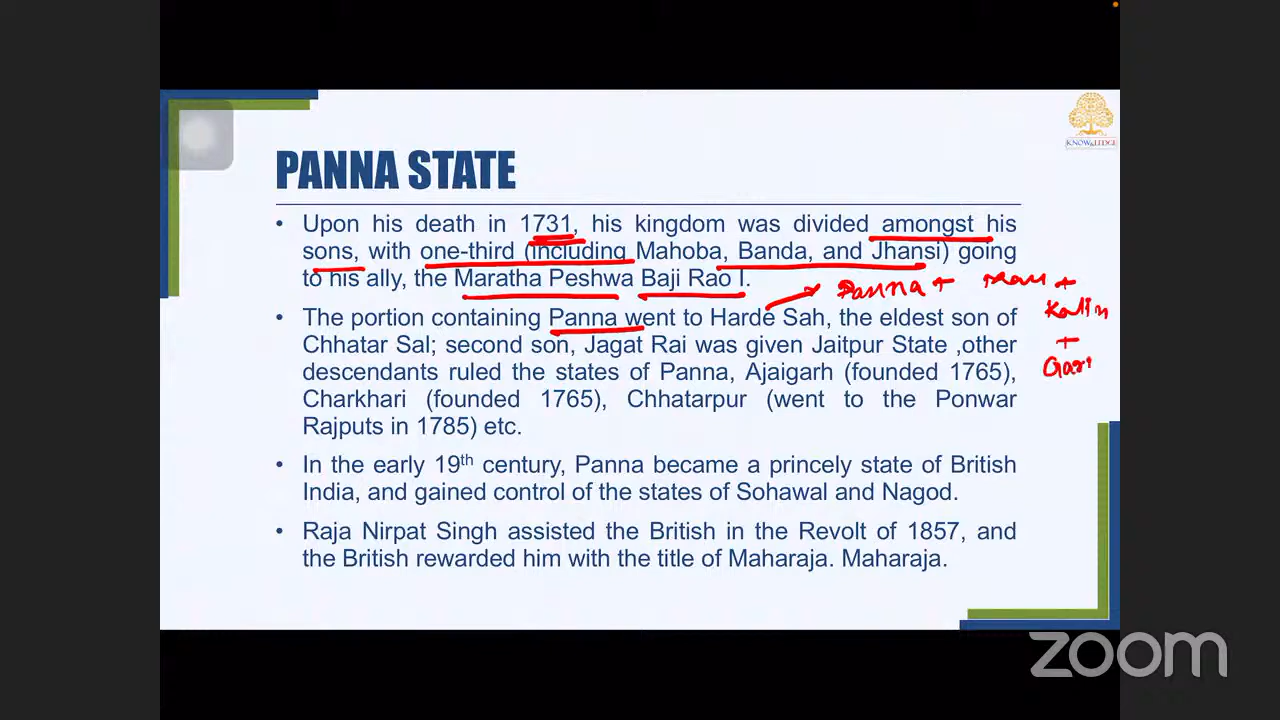 KNOWLEDGE
PANNA STATE
• Upon his death in 1731, his kingdom was divided amongst his
sons, with one-third (including Mahoba, Banda, and Jhansi) going
to his ally, the Maratha Peshwa Baji Rao I.
Panna + Mau +
Kalin
+
Gari
• The portion containing Panna went to Harde Sah, the eldest son of
Chhatar Sal; second son, Jagat Rai was given Jaitpur State ,other
descendants ruled the states of Panna, Ajaigarh (founded 1765),
Charkhari (founded 1765), Chhatarpur (went to the Ponwar
Rajputs in 1785) etc.
• In the early 19th century, Panna became a princely state of British
India, and gained control of the states of Sohawal and Nagod.
• Raja Nirpat Singh assisted the British in the Revolt of 1857, and
the British rewarded him with the title of Maharaja. Maharaja.
zoom